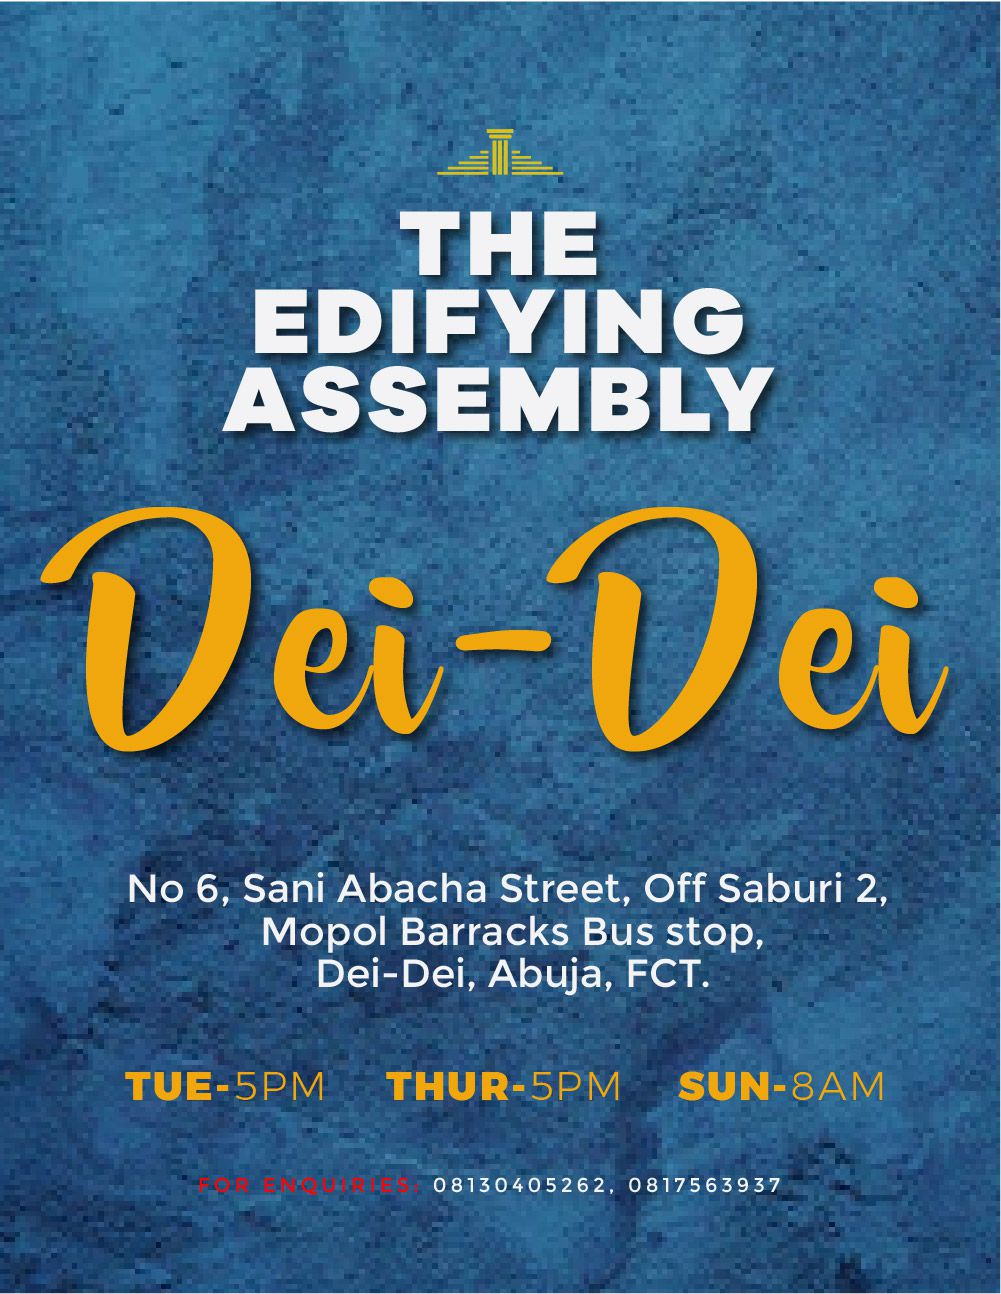 THE
EDIFYING
ASSEMBLY
Dei-Dei
No 6, Sani Abacha Street, Off Saburi 2,
Mopol Barracks Bus stop,
Dei-Dei, Abuja, FCT.
TUE-5PM THUR-5PM SUN-8AM
FOR ENQUIRIES: 08130405262, 0817563937